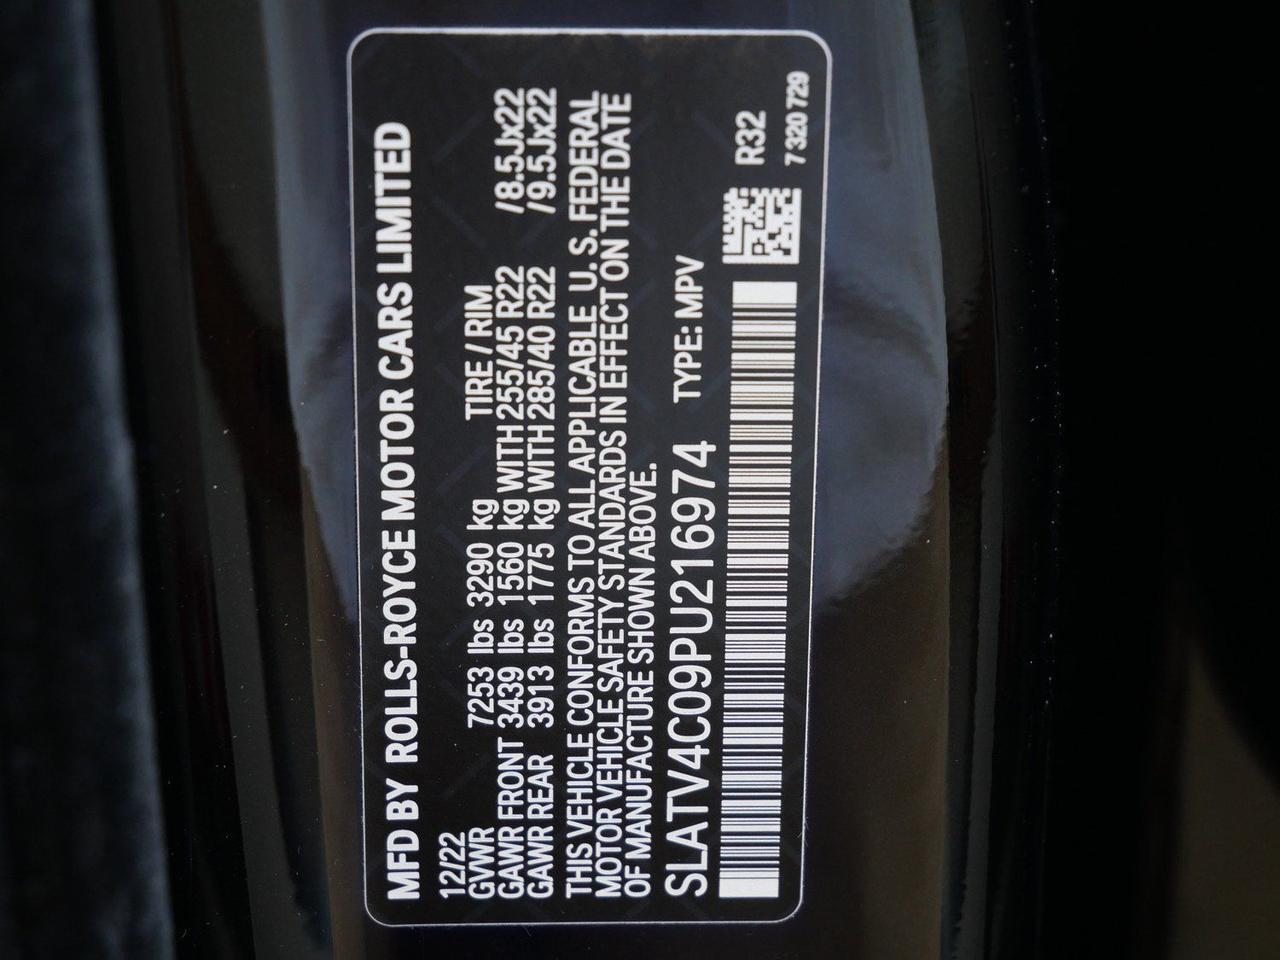 MFD BY ROLLS-ROYCE MOTOR CARS LIMITED
12/22
GVWR 7253 lbs 3290 kg TIRE / RIM
GAWR FRONT 3439 lbs 1560 kg WITH 255/45 R22 /8.5Jx22
GAWR REAR 3913 lbs 1775 kg WITH 285/40 R22 /9.5Jx22
THIS VEHICLE CONFORMS TO ALL APPLICABLE U. S. FEDERAL
MOTOR VEHICLE SAFETY STANDARDS IN EFFECT ON THE DATE
OF MANUFACTURE SHOWN ABOVE.
SLATV4C09PU216974 TYPE: MPV
R32
7 320 729